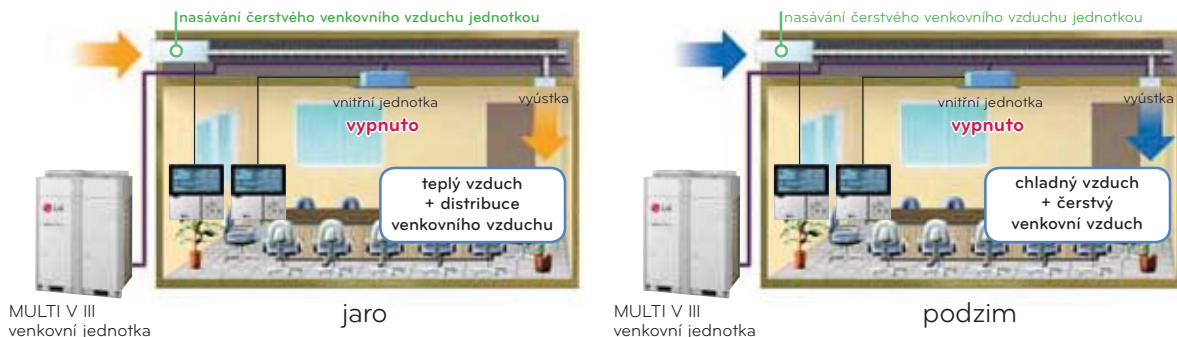 nasávání čerstvého venkovního vzduchu jednotkou
vnitřní jednotka
vypnuto
vyústka
teplý vzduch
+ distribuce
venkovního vzduchu
LG
MULTI V III
venkovní jednotka
jaro
nasávání čerstvého venkovního vzduchu jednotkou
vnitřní jednotka
vypnuto
vyústka
chladný vzduch
+ čerstvý
venkovní vzduch
LG
MULTI V III
venkovní jednotka
podzim